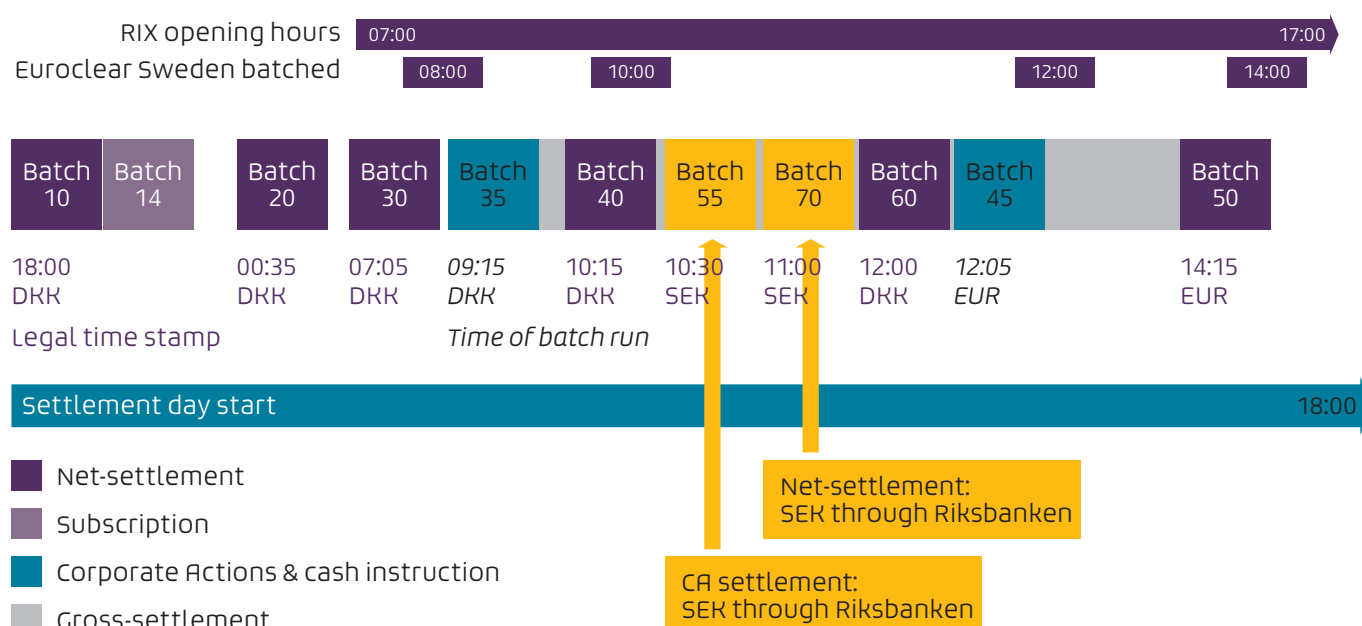 RIX opening hours 07:00 17:00
Euroclear Sweden batched 08:00 10:00 12:00 14:00
Batch 10
Batch 14
Batch 20
Batch 30
Batch 35
Batch 40
Batch 55
Batch 70
Batch 60
Batch 45
Batch 50
18:00 00:35 07:05 09:15 10:15 10:30 11:00 12:00 12:05 14:15
DKK DKK DKK DKK DKK SEK SEK DKK EUR EUR
Legal time stamp Time of batch run
Settlement day start 18:00
Net-settlement
Subscription
Corporate Actions & cash instruction
Gross-settlement
Net-settlement:
SEK through Riksbanken
CA settlement:
SEK through Riksbanken